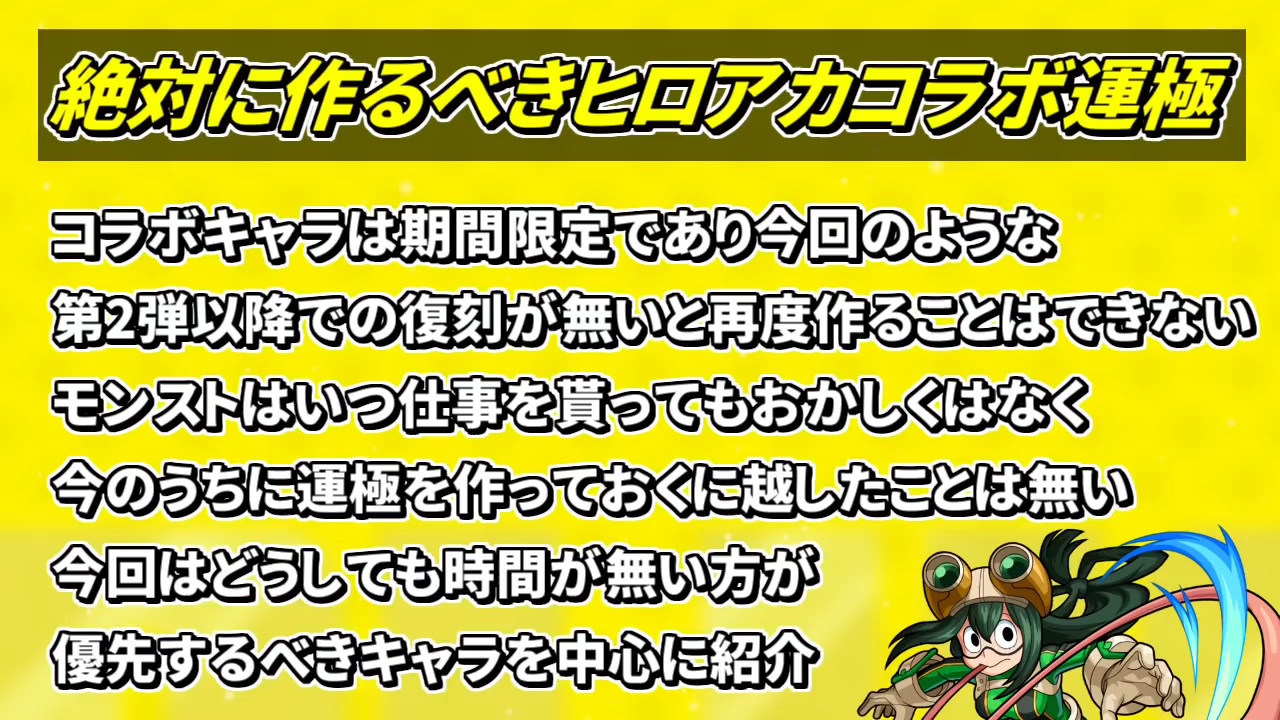 絶対に作るべきヒロアカコラボ運極
コラボキャラは期間限定であり今回のような
第2弾以降での復刻が無いと再度作ることはできない
モンストはいつ仕事を貰ってもおかしくはなく
今のうちに運極を作っておくに越したことは無い
今回はどうしても時間が無い方が
優先するべきキャラを中心に紹介